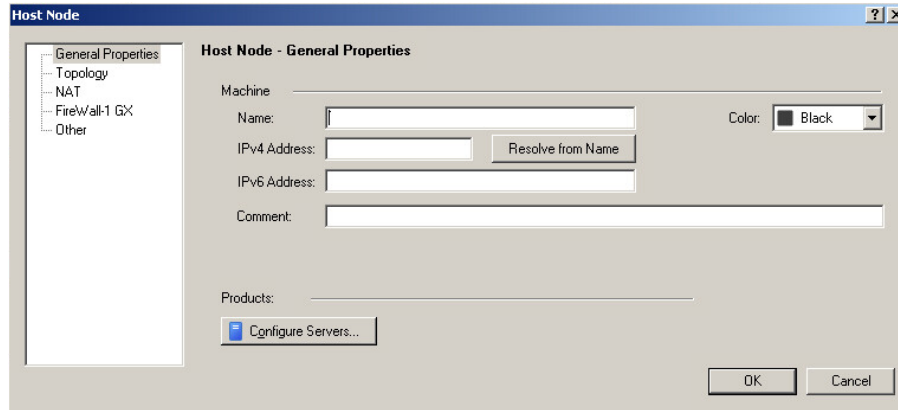 Host Node
General Properties
Topology
NAT
FireWall-1 GX
Other
Host Node - General Properties
Machine
Name:
Color:
Black
IPv4 Address:
Resolve from Name
IPv6 Address:
Comment:
Products:
Configure Servers...
OK
Cancel